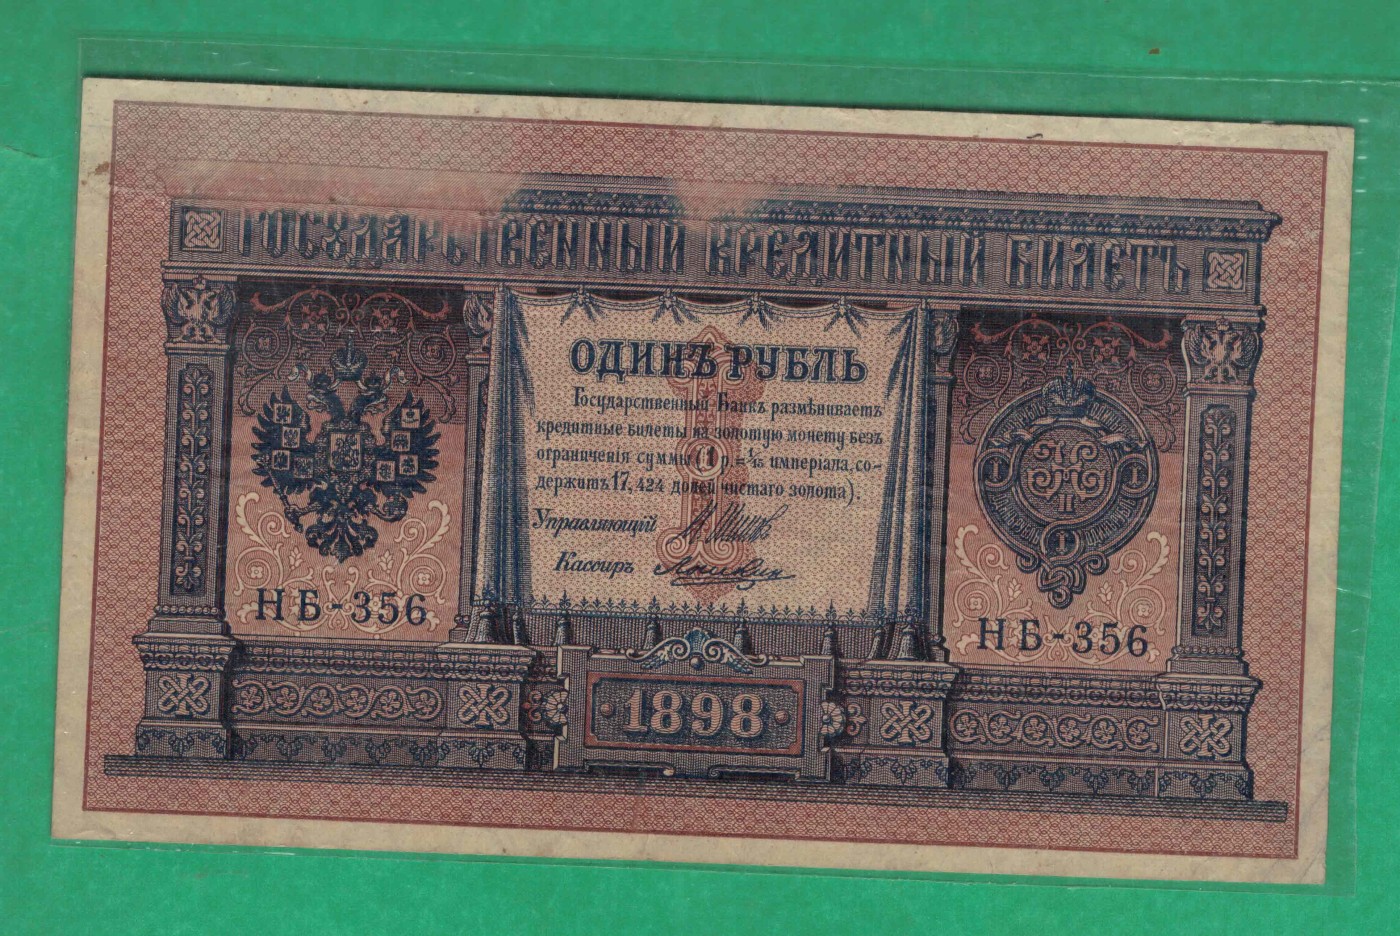 ГОСУДАРСТВЕННЫЙ КРЕДИТНЫЙ БИЛЕТЪ
ОДИНЪ РУБЛЬ
Государственный Банкъ размѣниваетъ
кредитные билеты на золотую монету безъ
ограниченія суммы (1 р. = 1/15 имперіала, со-
держитъ 17,424 долей чистаго золота).
Управляющій
Кассиръ
НБ-356
НБ-356
1898